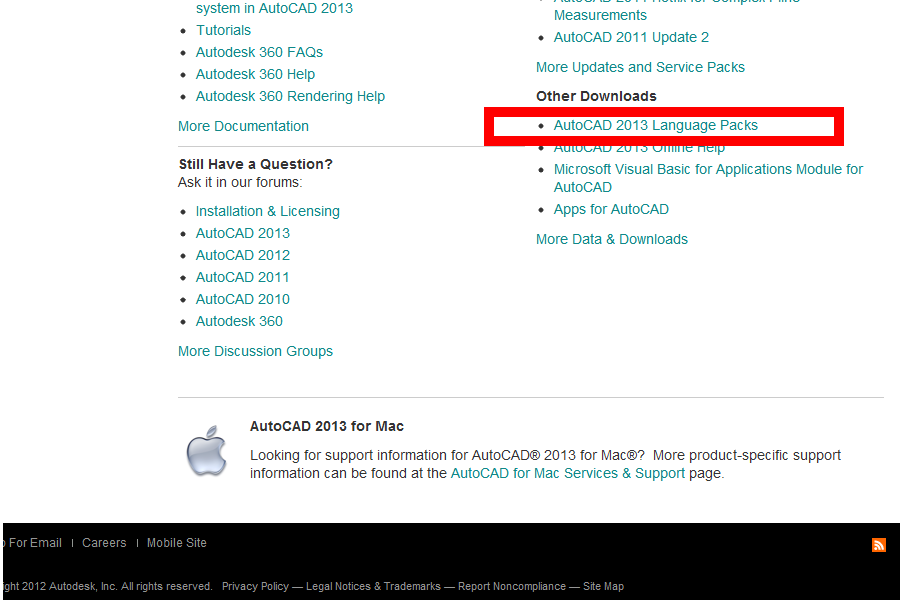 system in AutoCAD 2013
Tutorials
Autodesk 360 FAQs
Autodesk 360 Help
Autodesk 360 Rendering Help
More Documentation
Still Have a Question?
Ask it in our forums:
Installation & Licensing
AutoCAD 2013
AutoCAD 2012
AutoCAD 2011
AutoCAD 2010
Autodesk 360
More Discussion Groups
Measurements
AutoCAD 2011 Update 2
More Updates and Service Packs
Other Downloads
AutoCAD 2013 Language Packs
AutoCAD 2013 Offline Help
Microsoft Visual Basic for Applications Module for
AutoCAD
Apps for AutoCAD
More Data & Downloads
AutoCAD 2013 for Mac
Looking for support information for AutoCAD® 2013 for Mac®? More product-specific support
information can be found at the AutoCAD for Mac Services & Support page.
For Email | Careers | Mobile Site
2012 Autodesk, Inc. All rights reserved. Privacy Policy — Legal Notices & Trademarks — Report Noncompliance — Site Map